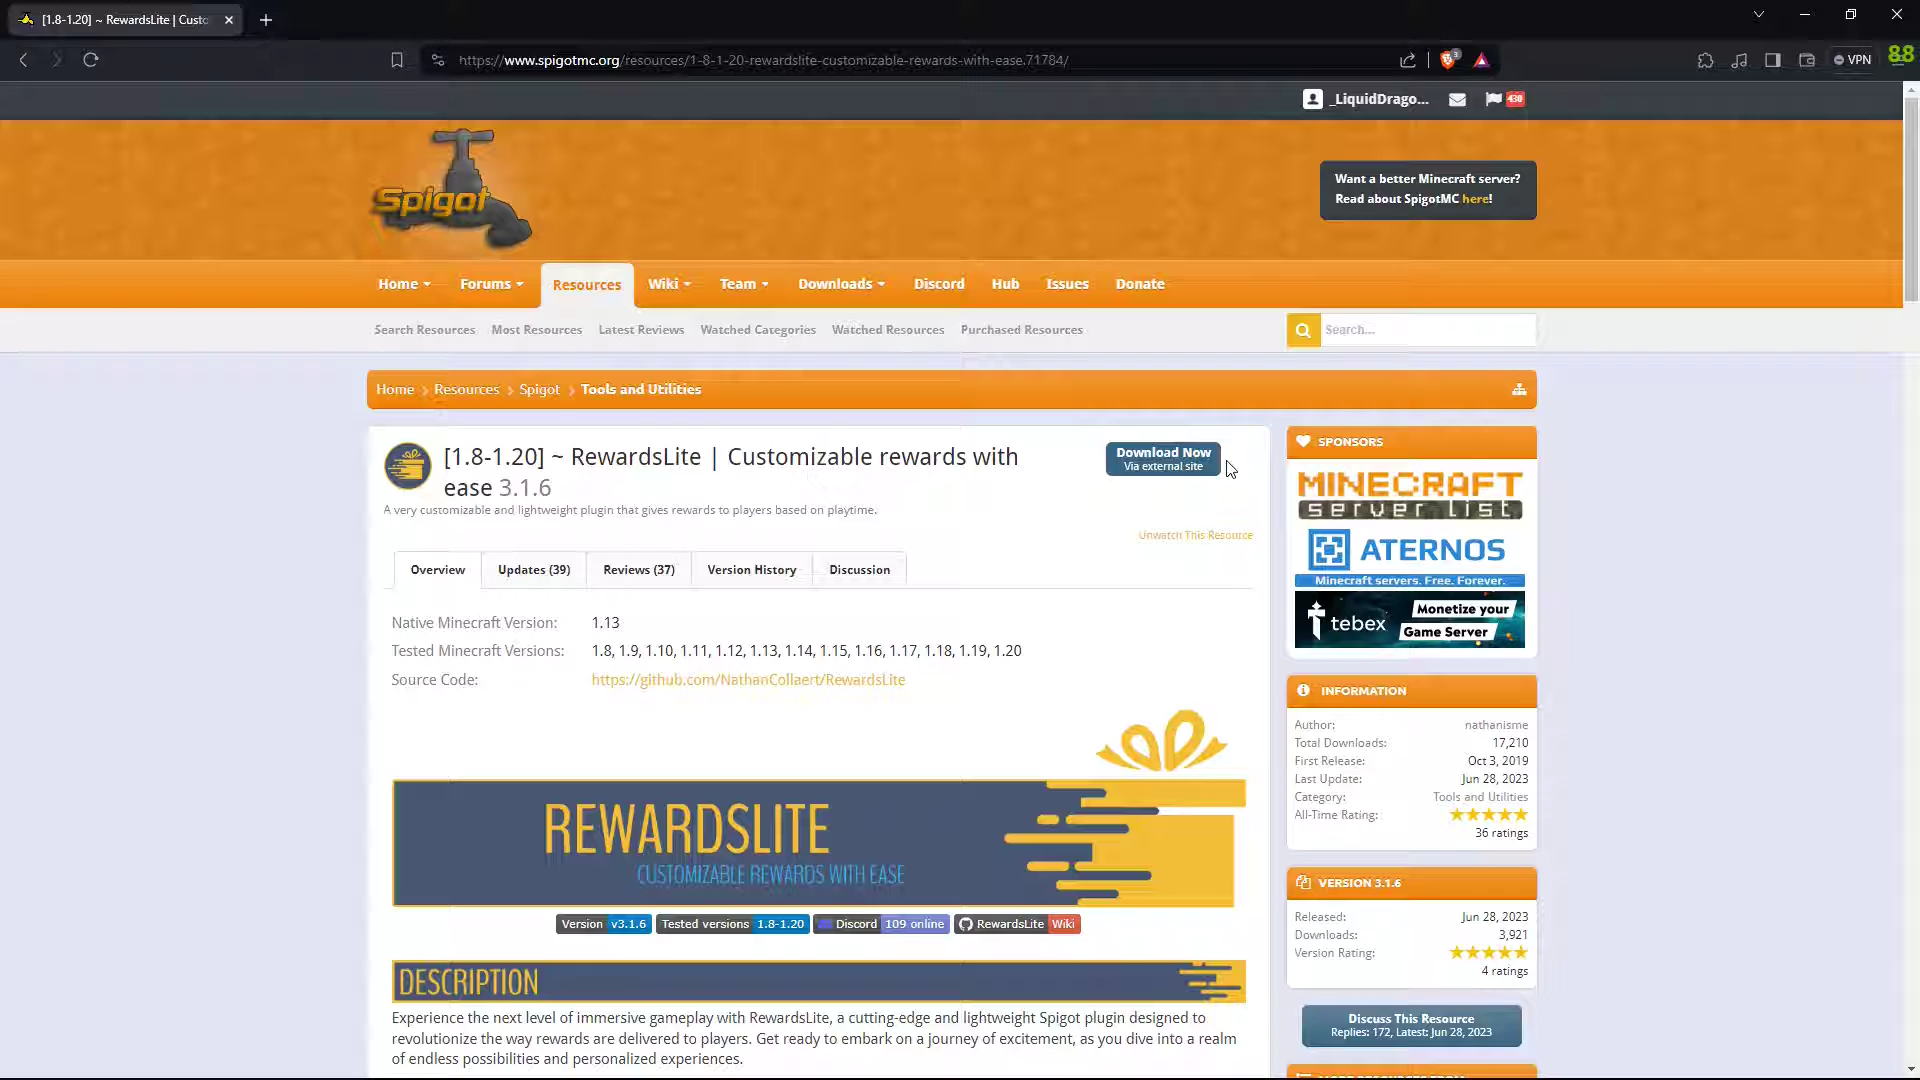 [1.8-1.20] ~ RewardsLite | Custo
https://www.spigotmc.org/resources/1-8-1-20-rewardslite-customizable-rewards-with-ease.71784/
3
VPN
88
_LiquidDrago...
430
Spigot
Want a better Minecraft server?
Read about SpigotMC here!
Home Forums Resources Wiki Team Downloads Discord Hub Issues Donate
Search Resources Most Resources Latest Reviews Watched Categories Watched Resources Purchased Resources
Search...
Home Resources Spigot Tools and Utilities
[1.8-1.20] ~ RewardsLite | Customizable rewards with
ease 3.1.6
A very customizable and lightweight plugin that gives rewards to players based on playtime.
Download Now
Via external site
Unwatch This Resource
Overview Updates (39) Reviews (37) Version History Discussion
Native Minecraft Version: 1.13
Tested Minecraft Versions: 1.8, 1.9, 1.10, 1.11, 1.12, 1.13, 1.14, 1.15, 1.16, 1.17, 1.18, 1.19, 1.20
Source Code: https://github.com/NathanCollaert/RewardsLite
REWARDSLITE
CUSTOMIZABLE REWARDS WITH EASE
Version v3.1.6 Tested versions 1.8-1.20 Discord 109 online RewardsLite Wiki
DESCRIPTION
Experience the next level of immersive gameplay with RewardsLite, a cutting-edge and lightweight Spigot plugin designed to
revolutionize the way rewards are delivered to players. Get ready to embark on a journey of excitement, as you dive into a realm
of endless possibilities and personalized experiences.
SPONSORS
MINECRAFT
server list
ATERNOS
Minecraft servers. Free. Forever.
tebex
Monetize your
Game Server
INFORMATION
Author: nathanisme
Total Downloads: 17,210
First Release: Oct 3, 2019
Last Update: Jun 28, 2023
Category: Tools and Utilities
All-Time Rating:
36 ratings
VERSION 3.1.6
Released: Jun 28, 2023
Downloads: 3,921
Version Rating:
4 ratings
Discuss This Resource
Replies: 172, Latest: Jun 28, 2023